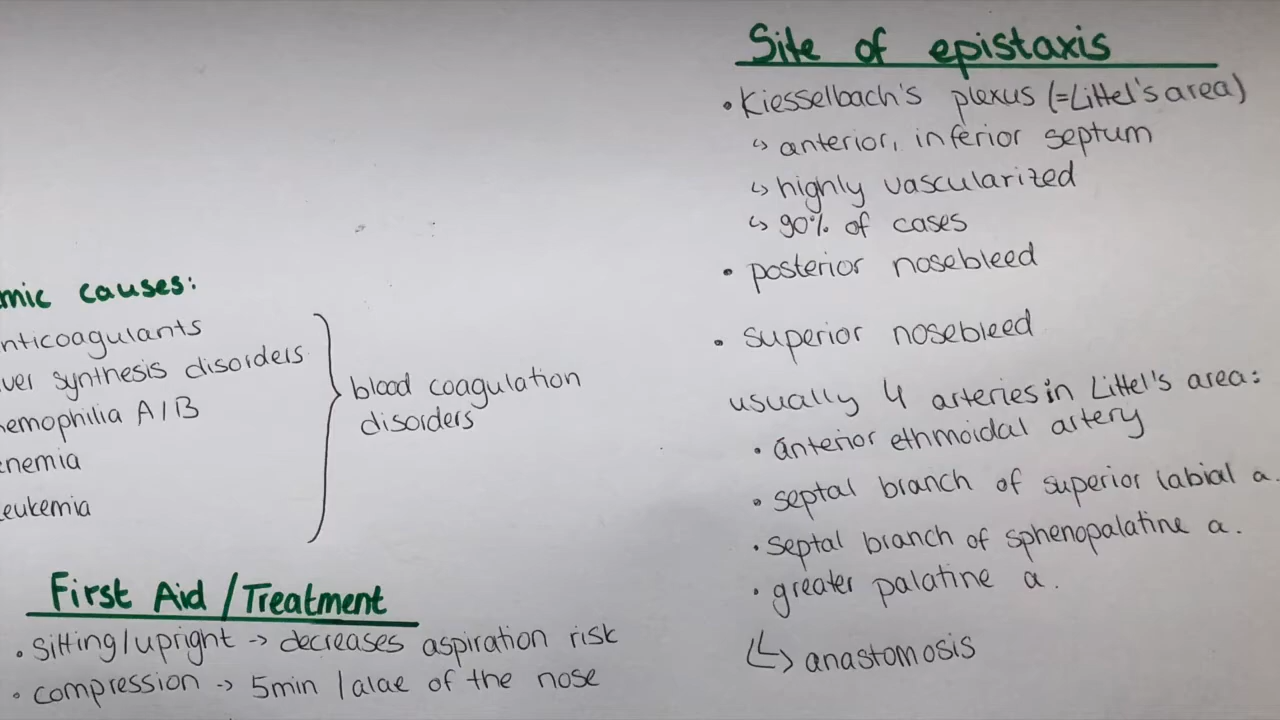 mic causes:
nticoagulants
ver synthesis disorders
emophilia A/B
nemia
eukemia
blood coagulation
disorders
First Aid / Treatment
• sitting/upright → decreases aspiration risk
• compression → 5min / alae of the nose
Site of epistaxis
• Kiesselbach's plexus (=Littel's area)
↳ anterior, inferior septum
↳ highly vascularized
↳ 90% of cases
• posterior nosebleed
• superior nosebleed
usually 4 arteries in Littel's area:
• anterior ethmoidal artery
• septal branch of superior labial a.
• septal branch of sphenopalatine a.
• greater palatine a.
↳ anastomosis